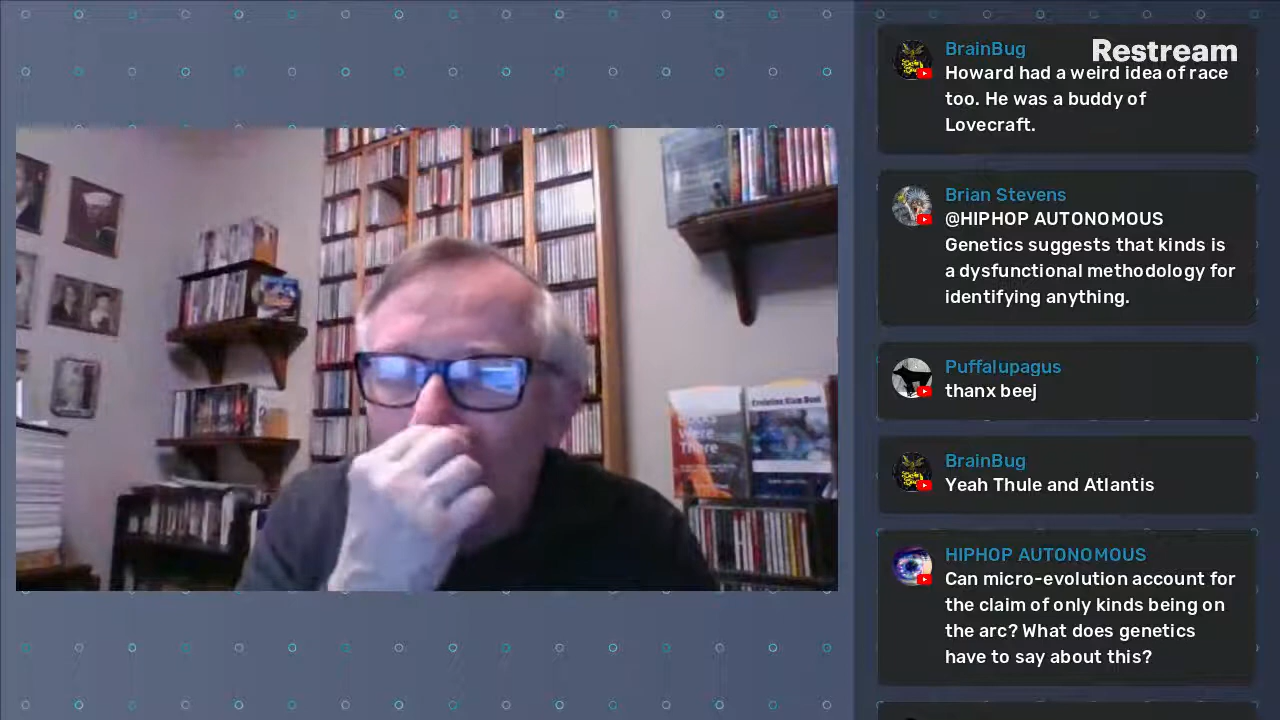 Restream
BrainBug
Howard had a weird idea of race
too. He was a buddy of
Lovecraft.
Brian Stevens
@HIPHOP AUTONOMOUS
Genetics suggests that kinds is
a dysfunctional methodology for
identifying anything.
Puffalupagus
thanx beej
BrainBug
Yeah Thule and Atlantis
HIPHOP AUTONOMOUS
Can micro-evolution account for
the claim of only kinds being on
the arc? What does genetics
have to say about this?
Were
There